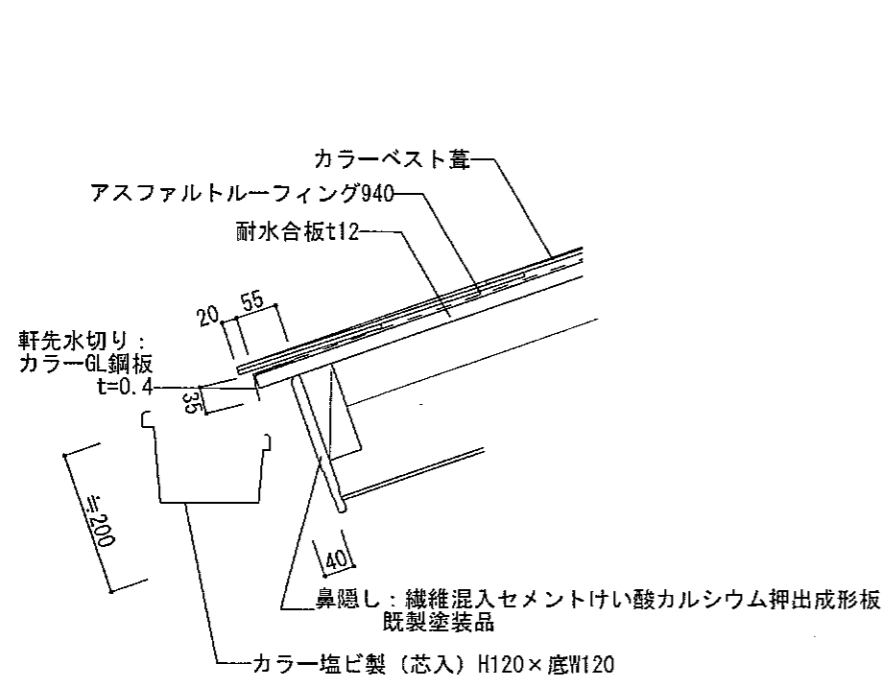 カラーベスト葺
アスファルトルーフィング940
耐水合板t12
55
20
軒先水切り：
カラーGL鋼板
t=0.4
35
≒200
40
鼻隠し：繊維混入セメントけい酸カルシウム押出成形板
既製塗装品
カラー塩ビ製（芯入）H120×底W120